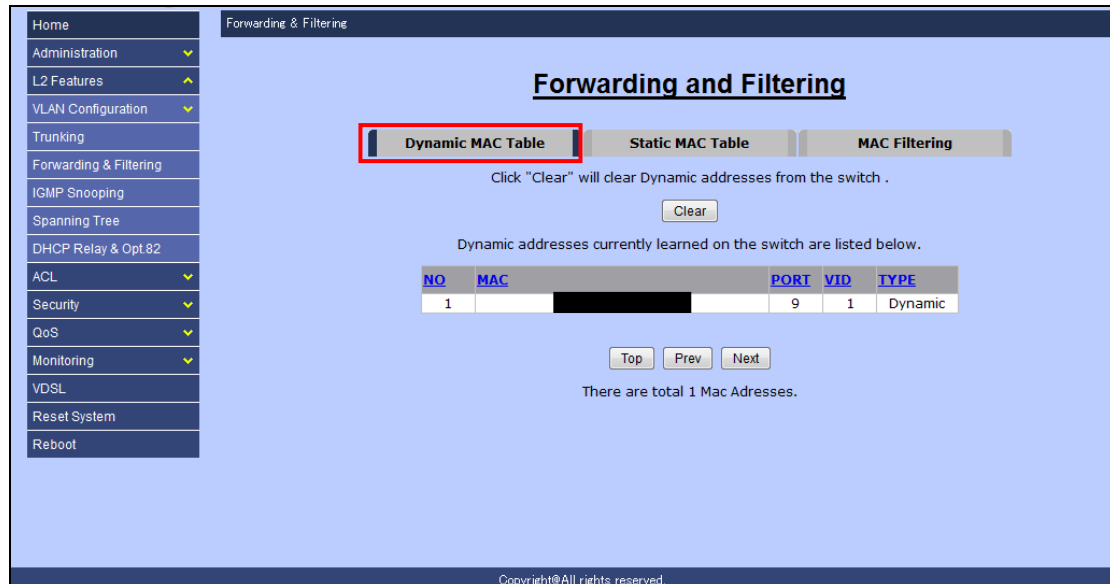 Home
Administration
L2 Features
VLAN Configuration
Trunking
Forwarding & Filtering
IGMP Snooping
Spanning Tree
DHCP Relay & Opt.82
ACL
Security
QoS
Monitoring
VDSL
Reset System
Reboot
Forwarding & Filtering
Forwarding and Filtering
Dynamic MAC Table Static MAC Table MAC Filtering
Click "Clear" will clear Dynamic addresses from the switch .
Clear
Dynamic addresses currently learned on the switch are listed below.
NO MAC PORT VID TYPE
1 9 1 Dynamic
Top Prev Next
There are total 1 Mac Adresses.
Copyright@All rights reserved.